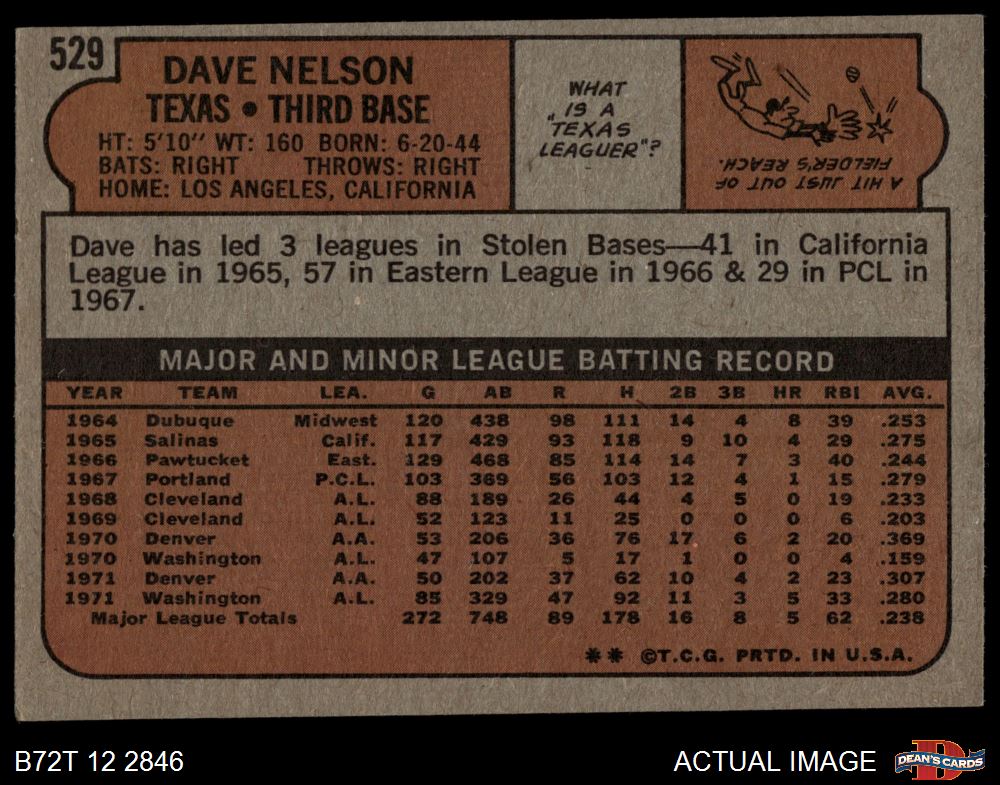 529
DAVE NELSON
TEXAS • THIRD BASE
HT: 5'10" WT: 160 BORN: 6-20-44
BATS: RIGHT THROWS: RIGHT
HOME: LOS ANGELES, CALIFORNIA
WHAT
IS A
"TEXAS
LEAGUER"?
A HIT JUST OUT OF
FIELDER'S REACH.
Dave has led 3 leagues in Stolen Bases—41 in California
League in 1965, 57 in Eastern League in 1966 & 29 in PCL in
1967.
MAJOR AND MINOR LEAGUE BATTING RECORD
YEAR TEAM LEA. G AB R H 2B 3B HR RBI AVG.
1964 Dubuque Midwest 120 438 98 111 14 4 8 39 .253
1965 Salinas Calif. 117 429 93 118 9 10 4 29 .275
1966 Pawtucket East. 129 468 85 114 14 7 3 40 .244
1967 Portland P.C.L. 103 369 56 103 12 4 1 15 .279
1968 Cleveland A.L. 88 189 26 44 4 5 0 19 .233
1969 Cleveland A.L. 52 123 11 25 0 0 0 6 .203
1970 Denver A.A. 53 206 36 76 17 6 2 20 .369
1970 Washington A.L. 47 107 5 17 1 0 0 4 .159
1971 Denver A.A. 50 202 37 62 10 4 2 23 .307
1971 Washington A.L. 85 329 47 92 11 3 5 33 .280
Major League Totals 272 748 89 178 16 8 5 62 .238
** ©T.C.G. PRTD. IN U.S.A.
B72T 12 2846
ACTUAL IMAGE
D
DEAN'S CARDS